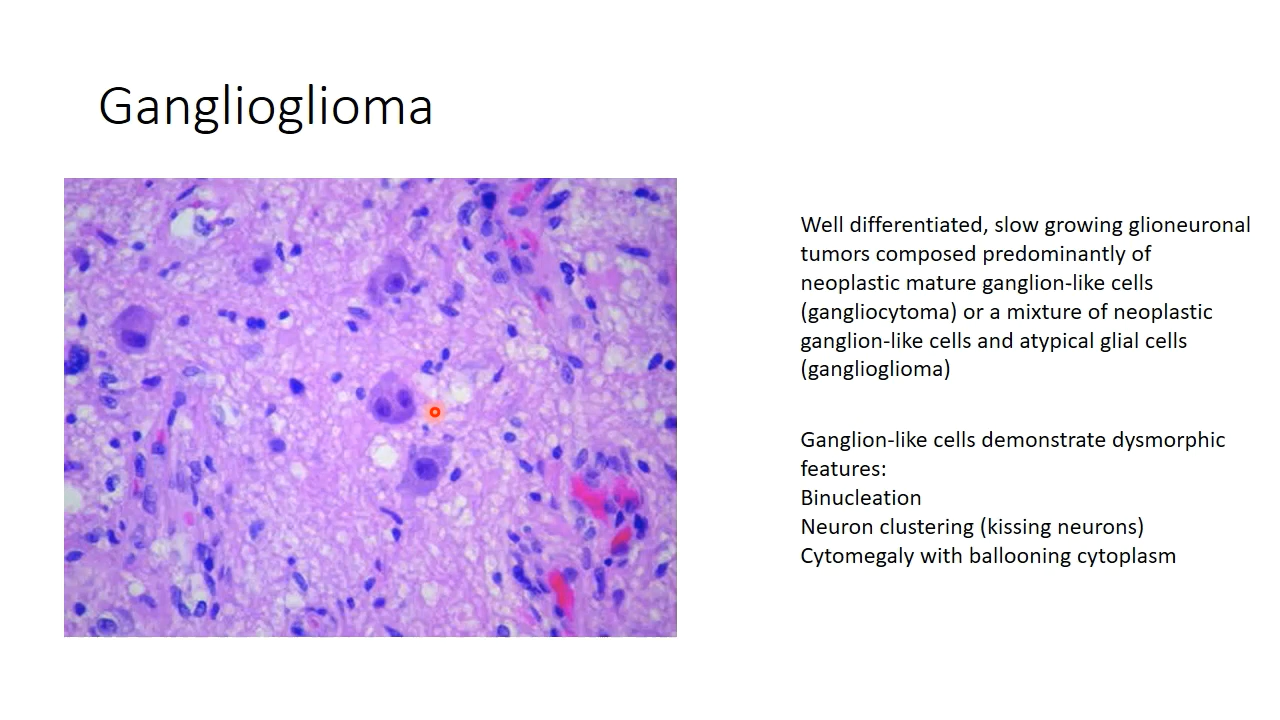 Ganglioglioma
Well differentiated, slow growing glioneuronal
tumors composed predominantly of
neoplastic mature ganglion-like cells
(gangliocytoma) or a mixture of neoplastic
ganglion-like cells and atypical glial cells
(ganglioglioma)
Ganglion-like cells demonstrate dysmorphic
features:
Binucleation
Neuron clustering (kissing neurons)
Cytomegaly with ballooning cytoplasm